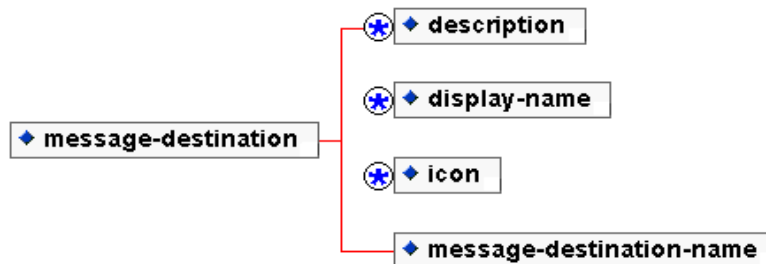 description
display-name
message-destination
icon
message-destination-name